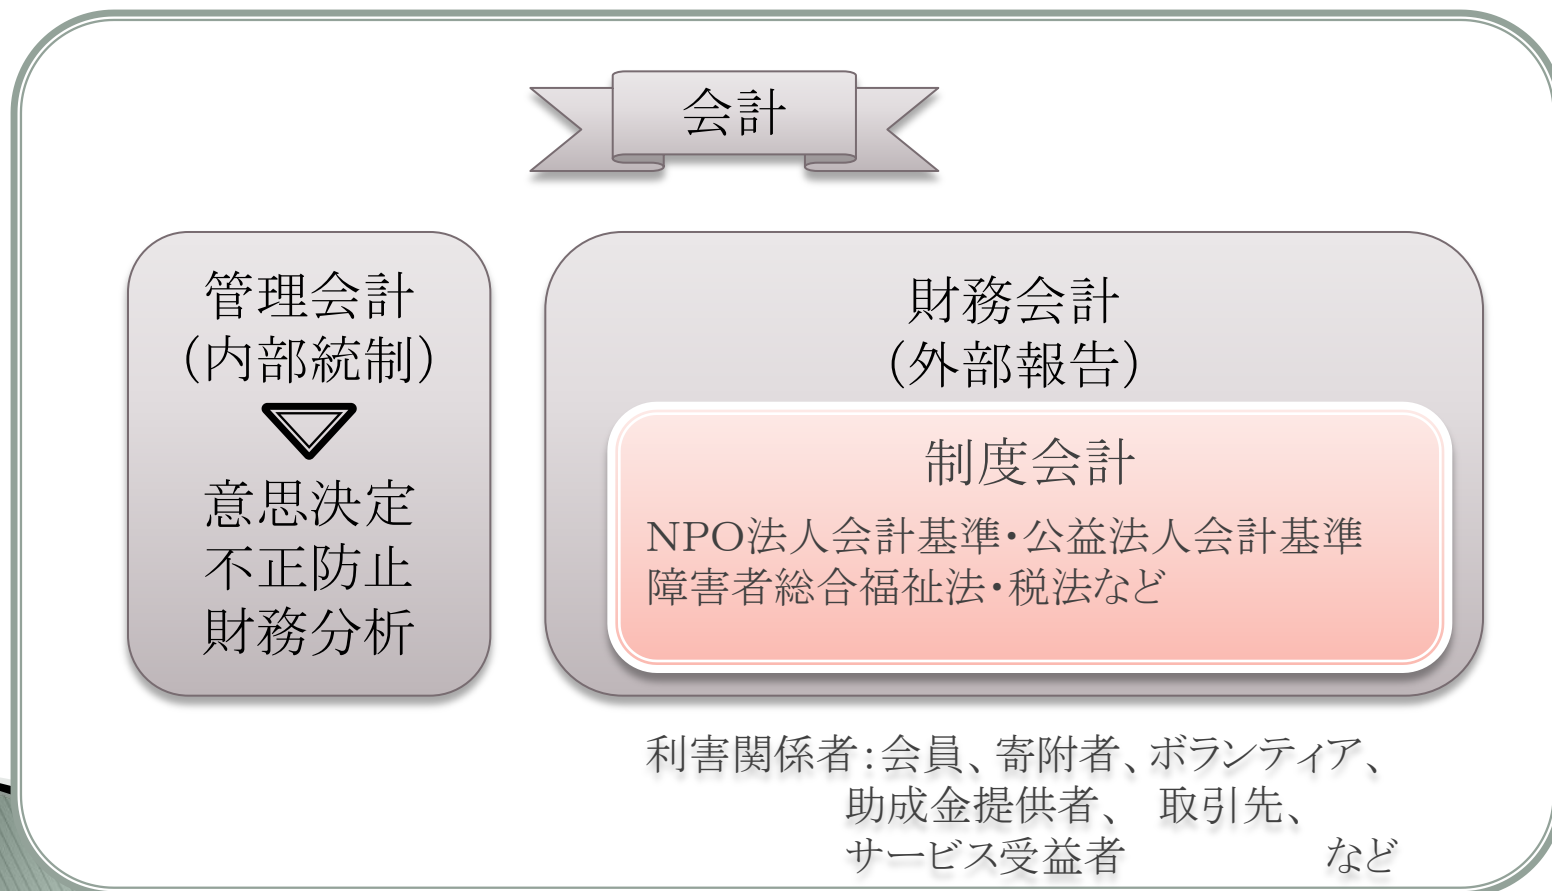 会計
管理会計
（内部統制）
意思決定
不正防止
財務分析
財務会計
（外部報告）
制度会計
NPO法人会計基準・公益法人会計基準
障害者総合福祉法・税法など
利害関係者：会員、寄附者、ボランティア、
助成金提供者、　取引先、
サービス受益者　　　　　など